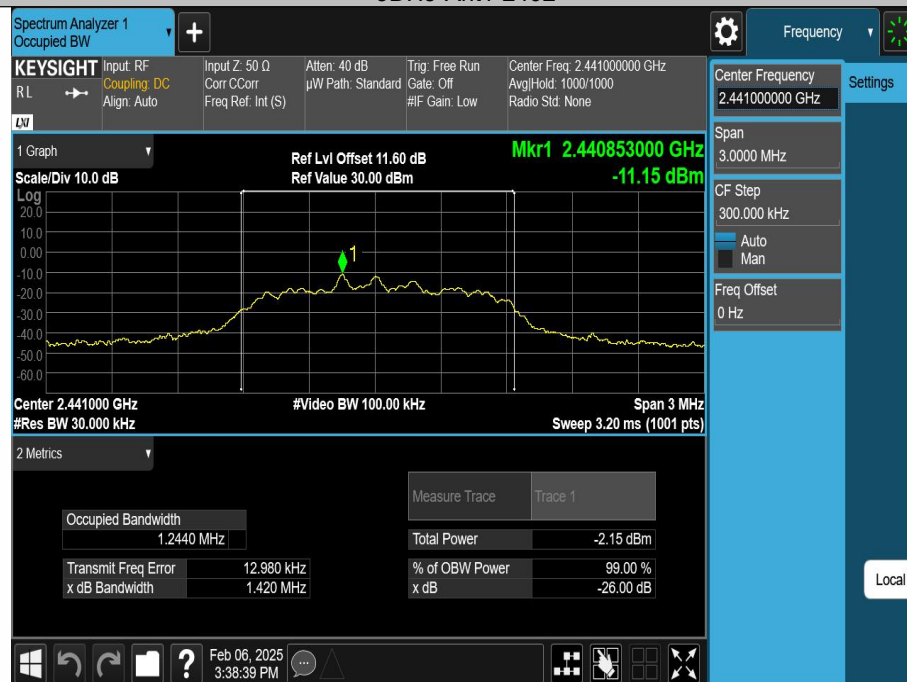 Spectrum Analyzer 1
Occupied BW
Frequency
KEYSIGHT
RL
LXI
Input: RF
Coupling: DC
Align: Auto
Input Z: 50 Ω
Corr CCorr
Freq Ref: Int (S)
Atten: 40 dB
µW Path: Standard
Trig: Free Run
Gate: Off
#IF Gain: Low
Center Freq: 2.441000000 GHz
Avg|Hold: 1000/1000
Radio Std: None
Center Frequency
2.441000000 GHz
Settings
Span
3.0000 MHz
CF Step
300.000 kHz
Auto
Man
Freq Offset
0 Hz
Local
1 Graph
Scale/Div 10.0 dB
Ref Lvl Offset 11.60 dB
Ref Value 30.00 dBm
Mkr1 2.440853000 GHz
-11.15 dBm
Log
20.0
10.0
0.00
-10.0
-20.0
-30.0
-40.0
-50.0
-60.0
1
Center 2.441000 GHz
#Video BW 100.00 kHz
Span 3 MHz
#Res BW 30.000 kHz
Sweep 3.20 ms (1001 pts)
2 Metrics
Measure Trace
Trace 1
Occupied Bandwidth
1.2440 MHz
Total Power
-2.15 dBm
Transmit Freq Error
12.980 kHz
% of OBW Power
99.00 %
x dB Bandwidth
1.420 MHz
x dB
-26.00 dB
?
Feb 06, 2025
3:38:39 PM